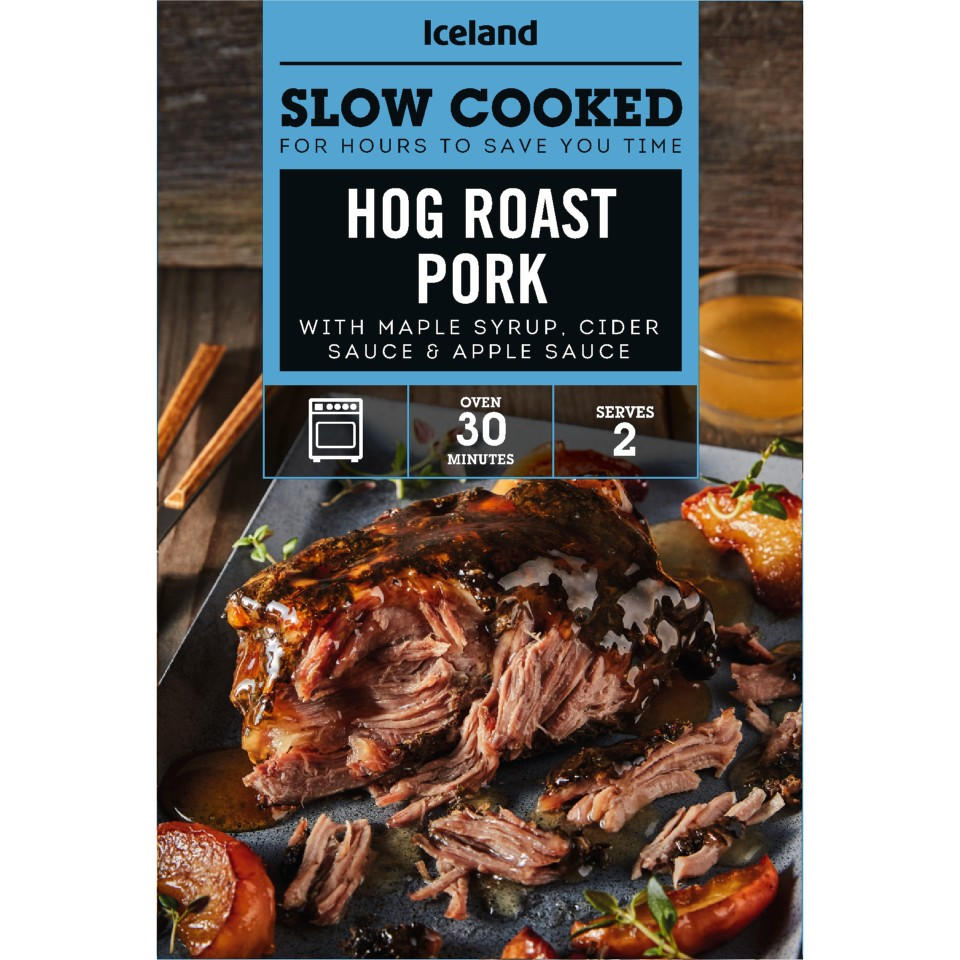 Iceland
SLOW COOKED
FOR HOURS TO SAVE YOU TIME
HOG ROAST
PORK
WITH MAPLE SYRUP, CIDER
SAUCE & APPLE SAUCE
OVEN
30
MINUTES
SERVES
2